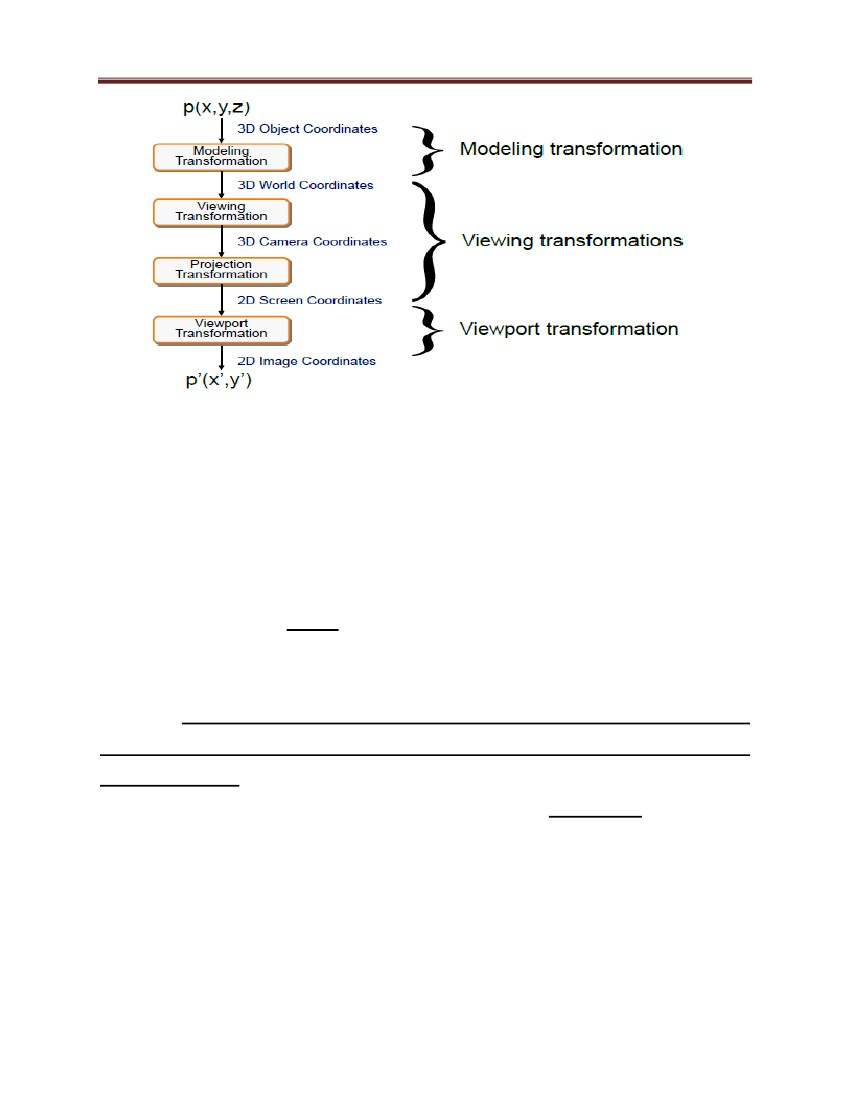 p(x,y,z)
3D Object Coordinates
Modeling
Transformation
Modeling transformation
3D World Coordinates
Viewing
Transformation
3D Camera Coordinates
Viewing transformations
Projection
Transformation
2D Screen Coordinates
Viewport
Transformation
Viewport transformation
2D Image Coordinates
p’(x’,y’)